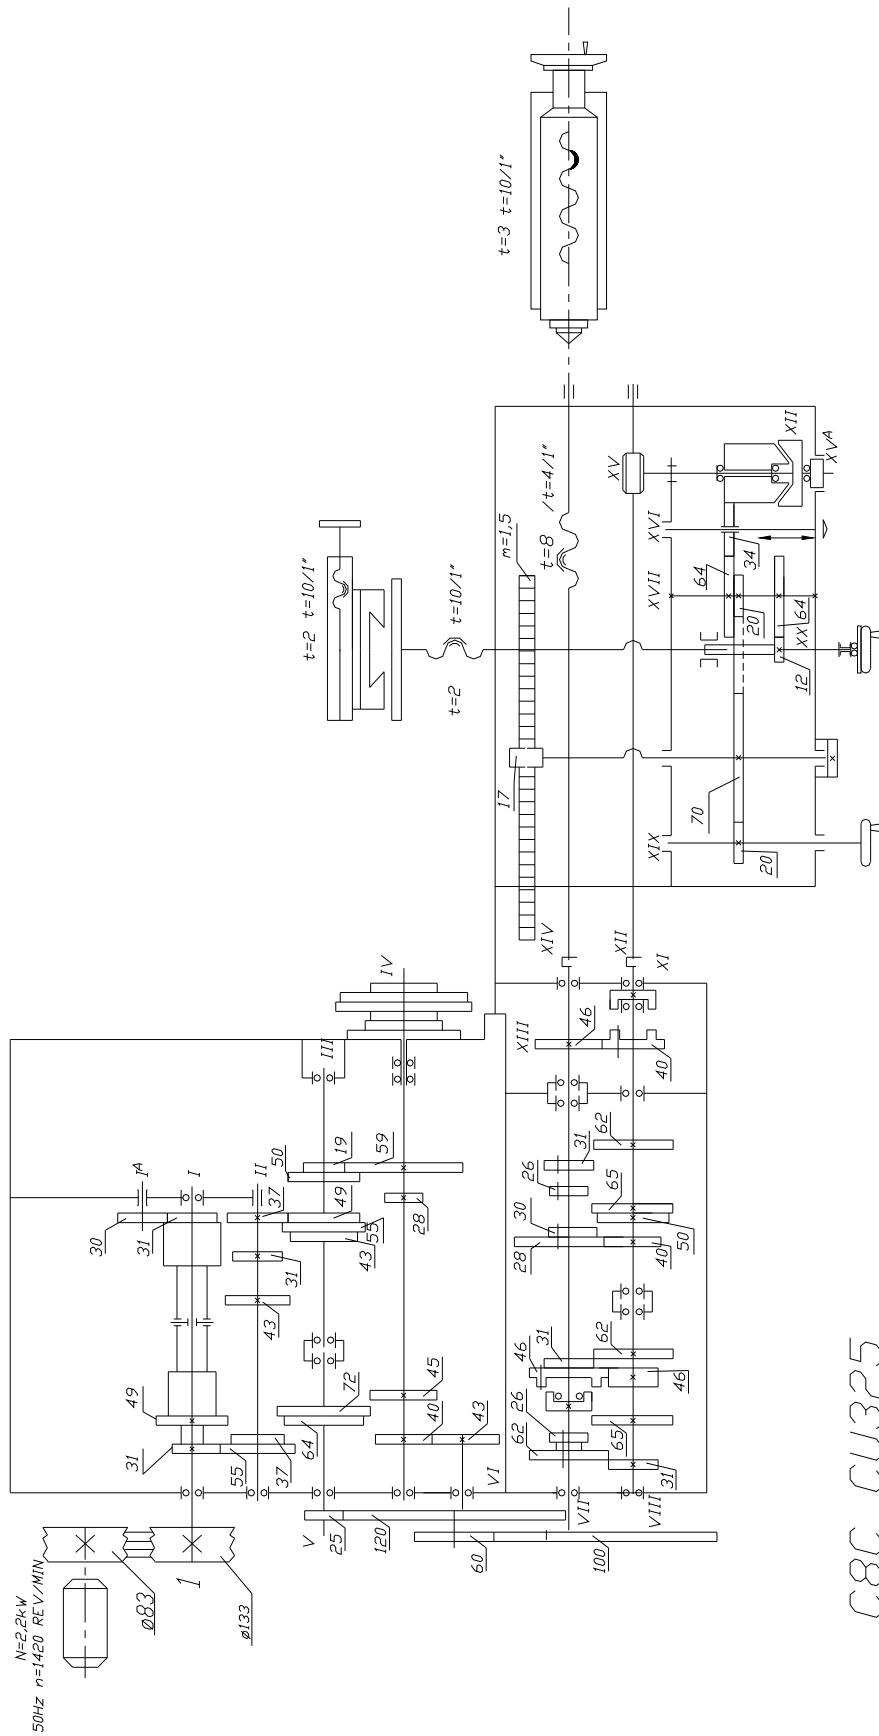 N=2,2kW
50Hz n=1420 REV/MIN
ø83
1
ø133
31
49
55
37
43
31
37
II
I
IA
30
31
V
25
120
64
72
43
55
49
50
19
59
28
III
IV
45
40
43
VI
60
100
VII
VIII
62
26
46
31
65
31
46
62
28
30
26
31
40
50
65
62
XIII
46
40
XI
XII
XIV
17
m=1,5
t=2
t=10/1"
t=2 t=10/1"
t=8 /t=4/1"
t=3 t=10/1"
XIX
20
70
XVII
64
20
XX
64
12
34
XVI
XV
XII
XVA
C8C CU325